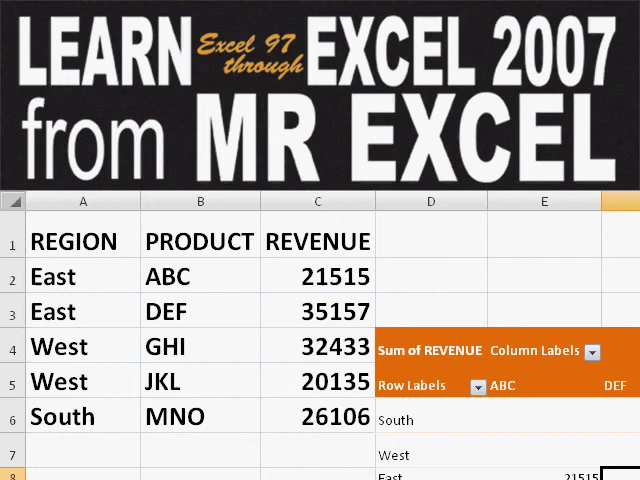 LEARN Excel 97 through EXCEL 2007
from MR EXCEL
A B C D E
1 REGION PRODUCT REVENUE
2 East ABC 21515
3 East DEF 35157
4 West GHI 32433 Sum of REVENUE Column Labels
5 West JKL 20135 Row Labels ABC DEF
6 South MNO 26106 South
7 West
8 East 21515